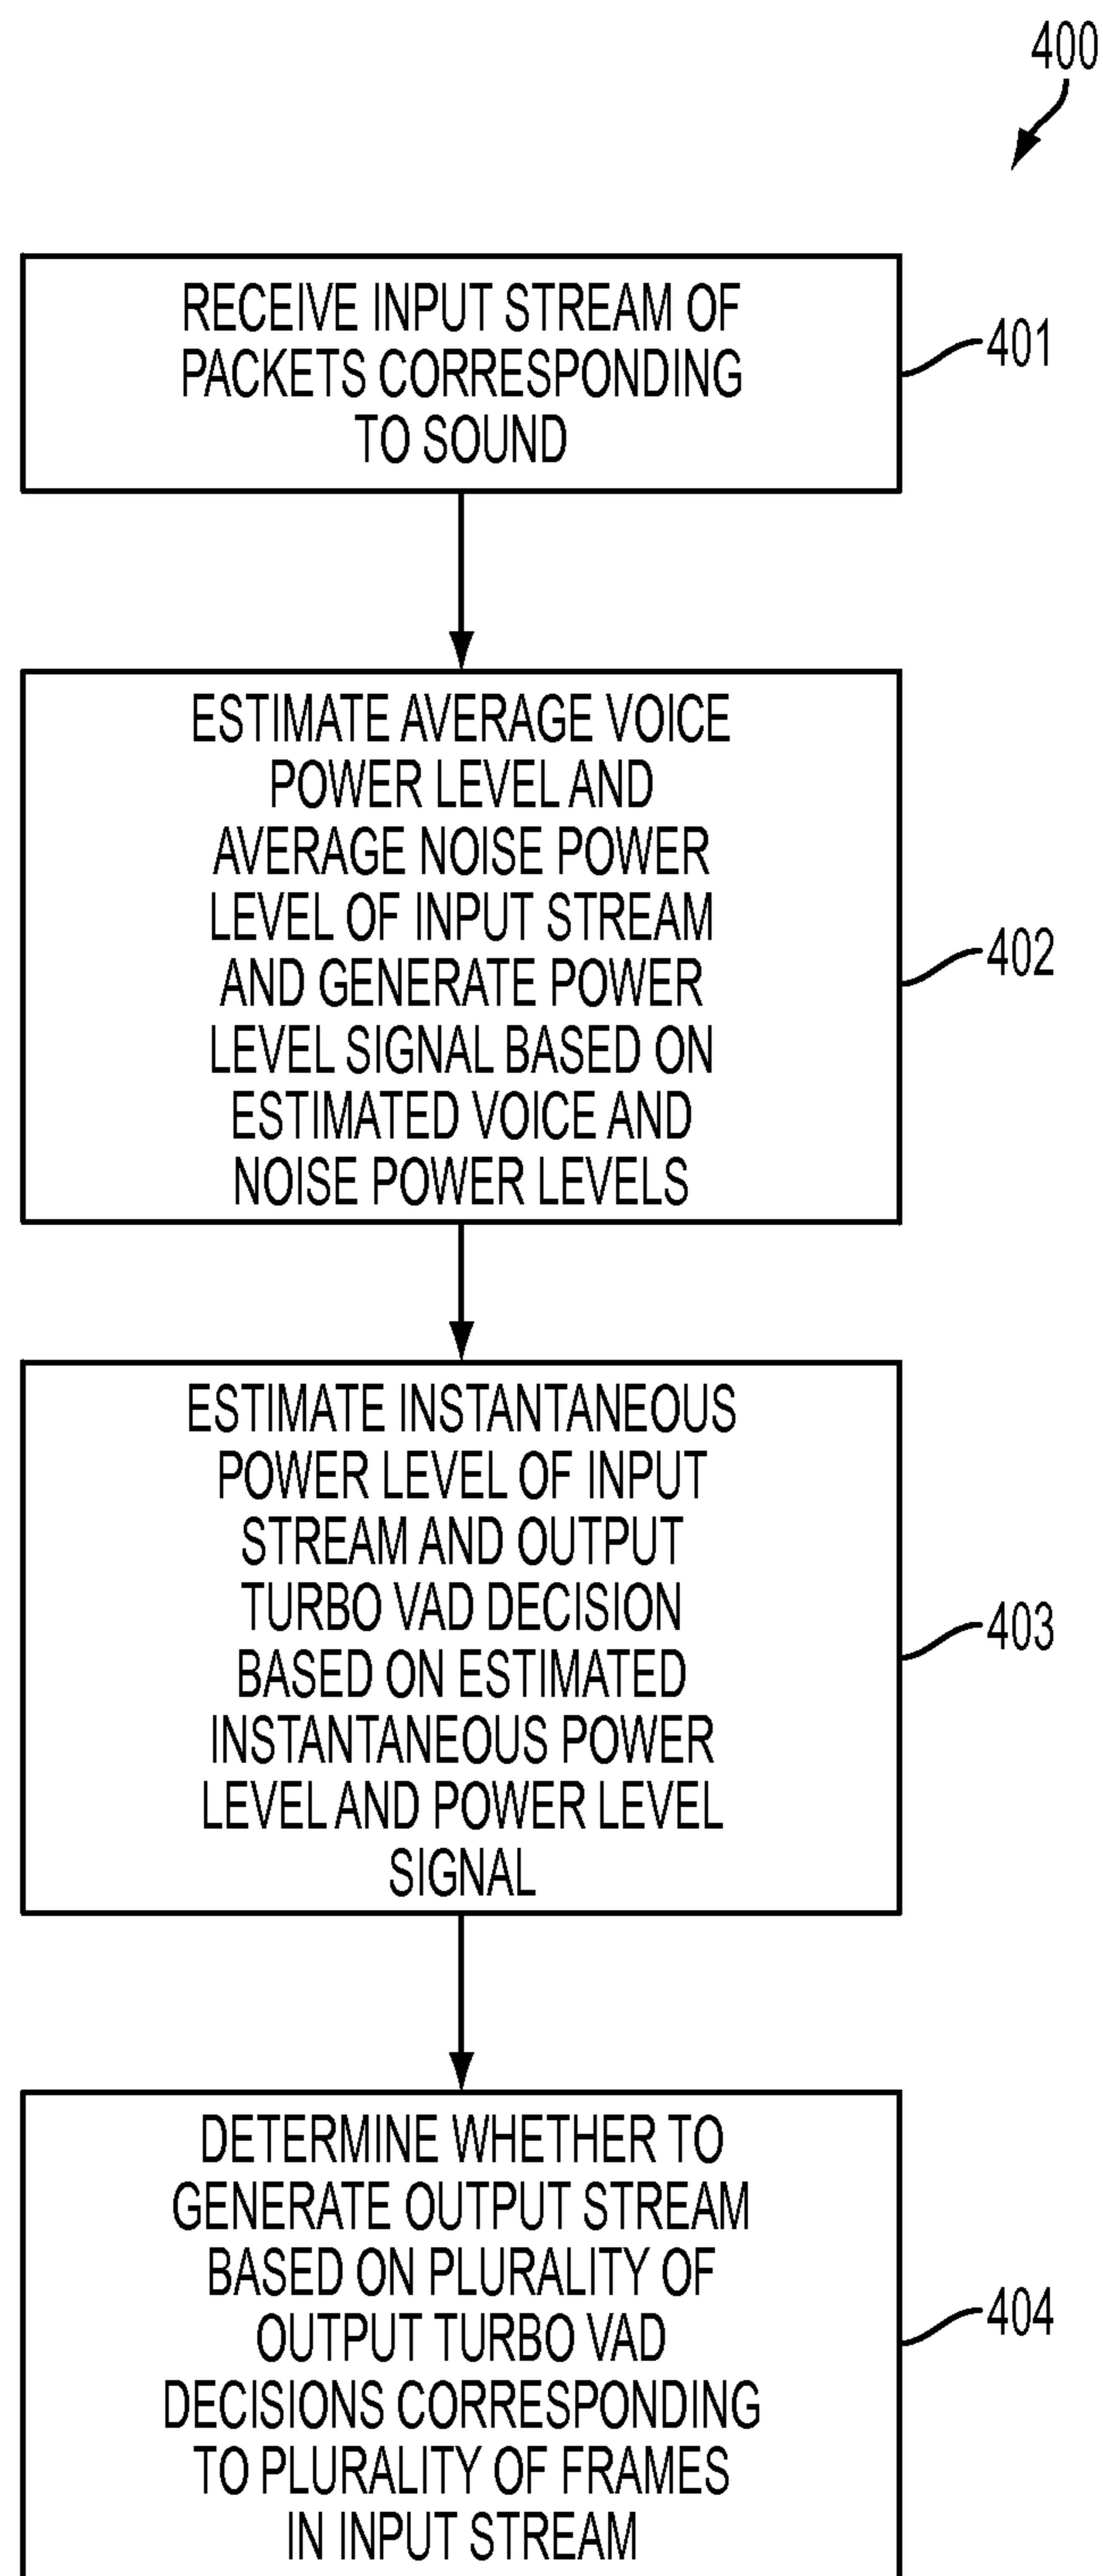 400
RECEIVE INPUT STREAM OF
PACKETS CORRESPONDING
TO SOUND
401
ESTIMATE AVERAGE VOICE
POWER LEVEL AND
AVERAGE NOISE POWER
LEVEL OF INPUT STREAM
AND GENERATE POWER
LEVEL SIGNAL BASED ON
ESTIMATED VOICE AND
NOISE POWER LEVELS
402
ESTIMATE INSTANTANEOUS
POWER LEVEL OF INPUT
STREAM AND OUTPUT
TURBO VAD DECISION
BASED ON ESTIMATED
INSTANTANEOUS POWER
LEVEL AND POWER LEVEL
SIGNAL
403
DETERMINE WHETHER TO
GENERATE OUTPUT STREAM
BASED ON PLURALITY OF
OUTPUT TURBO VAD
DECISIONS CORRESPONDING
TO PLURALITY OF FRAMES
IN INPUT STREAM
404